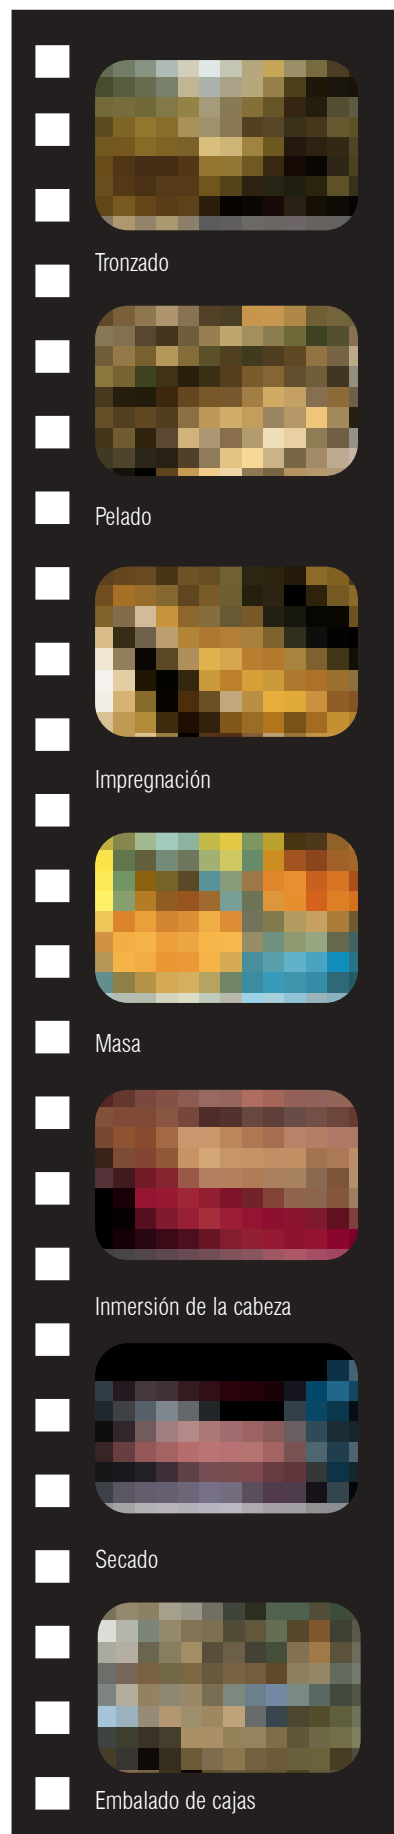 Tronzado
Pelado
Impregnación
Masa
Inmersión de la cabeza
Secado
Embalado de cajas